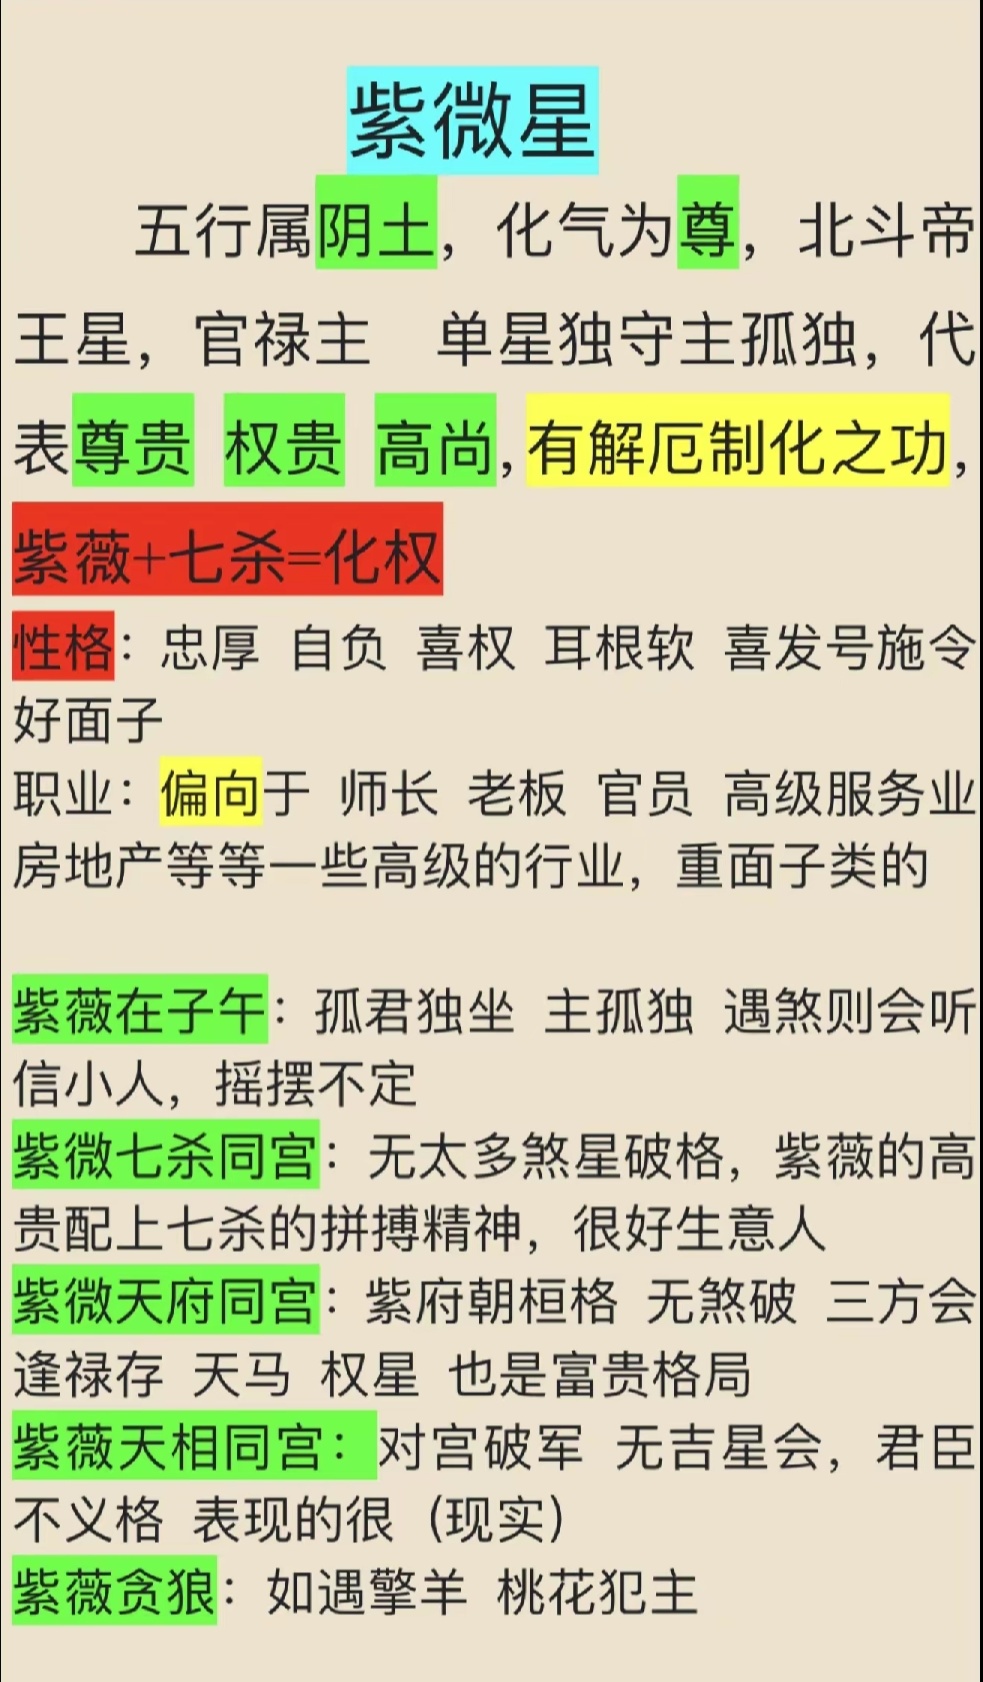 紫微星
五行属阴土，化气为尊，北斗帝
王星，官禄主 单星独守主孤独，代
表尊贵 权贵 高尚，有解厄制化之功，
紫薇+七杀=化权
性格：忠厚 自负 喜权 耳根软 喜发号施令
好面子
职业：偏向于 师长 老板 官员 高级服务业
房地产等等一些高级的行业，重面子类的
紫薇在子午：孤君独坐 主孤独 遇煞则会听
信小人，摇摆不定
紫微七杀同宫：无太多煞星破格，紫薇的高
贵配上七杀的拼搏精神，很好生意人
紫微天府同宫：紫府朝桓格 无煞破 三方会
逢禄存 天马 权星 也是富贵格局
紫薇天相同宫：对宫破军 无吉星会，君臣
不义格 表现的很（现实）
紫薇贪狼：如遇擎羊 桃花犯主